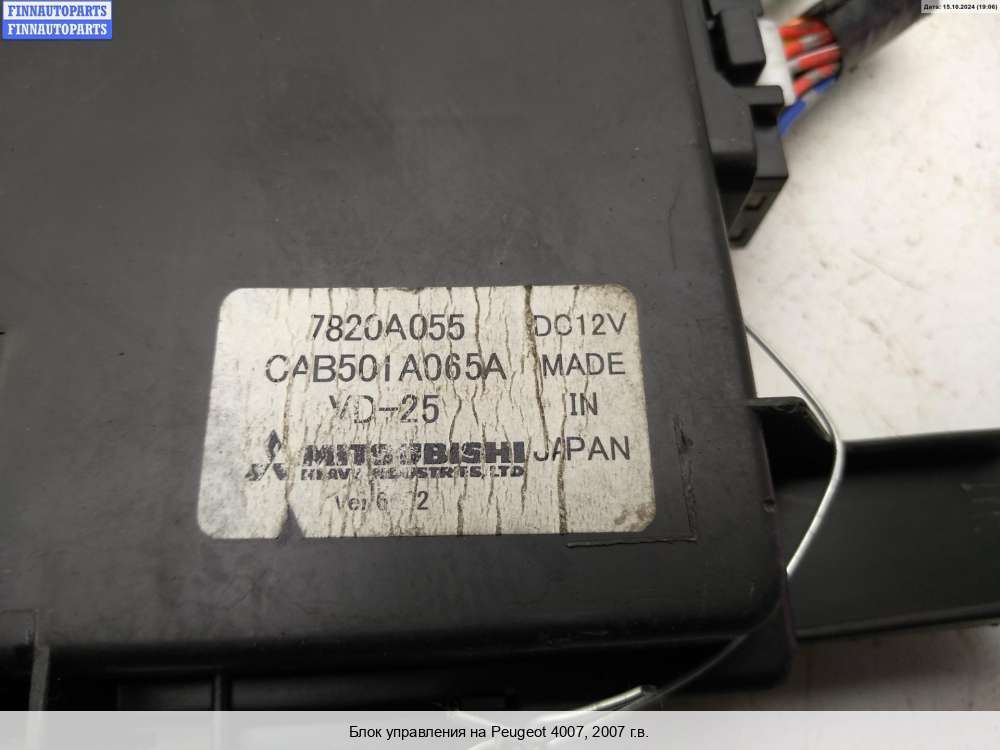 FINNAUTOPARTS
FINNAUTOPARTS
Дата: 15.10.2024 (19:06)
7820A055 DC12V
CAB501A065A MADE
VD-25 IN
MITSUBISHI JAPAN
HEAVY INDUSTRIES, LTD
Блок управления на Peugeot 4007, 2007 г.в.